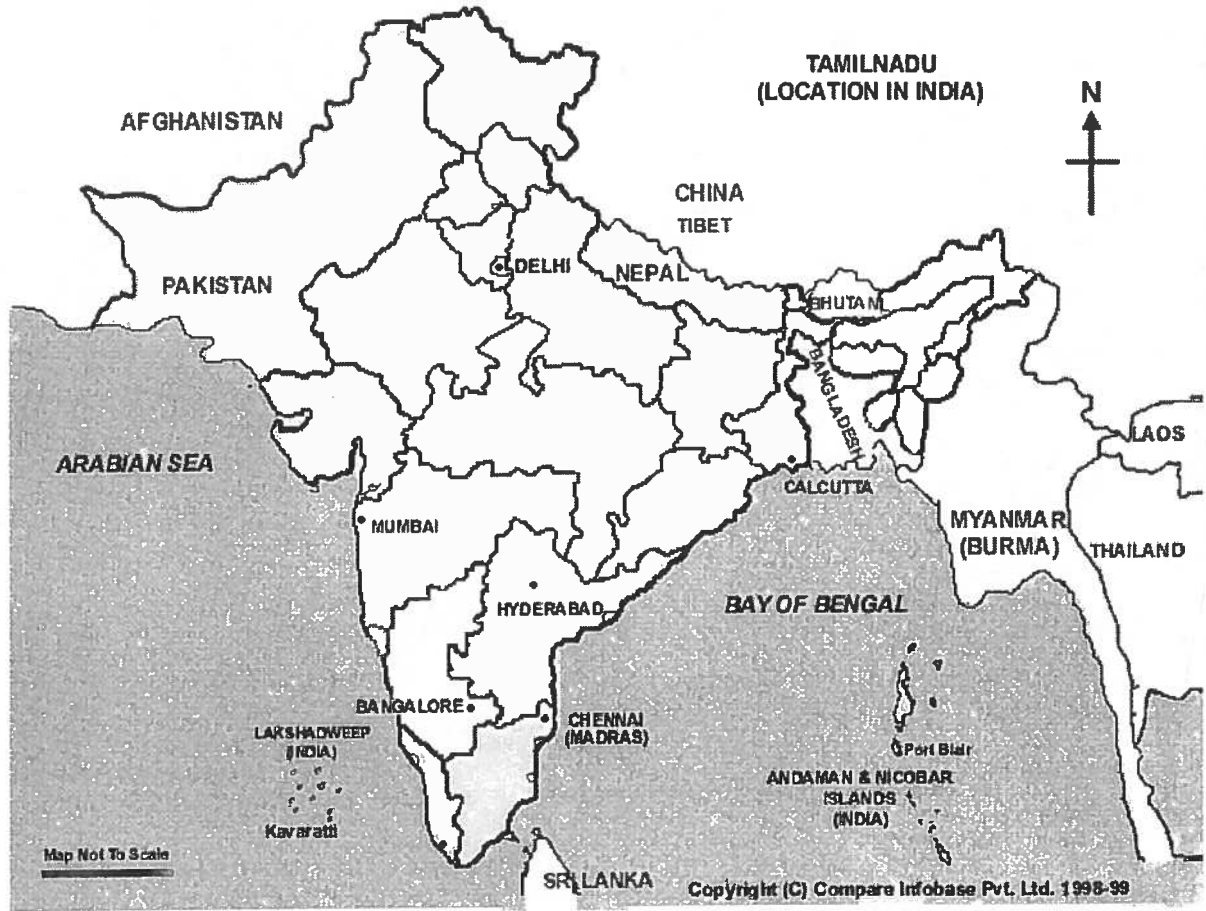 TAMILNADU
(LOCATION IN INDIA)
N
AFGHANISTAN
CHINA
TIBET
DELHI
NEPAL
PAKISTAN
BHUTAN
BANGLADESH
LAOS
ARABIAN SEA
CALCUTTA
MUMBAI
MYANMAR
(BURMA)
THAILAND
HYDERABAD
BAY OF BENGAL
BANGALORE
CHENNAI
(MADRAS)
LAKSHADWEEP
(INDIA)
Port Blair
ANDAMAN & NICOBAR
ISLANDS
(INDIA)
Kavaratti
Map Not To Scale
SRI LANKA
Copyright (C) Compare Infobase Pvt. Ltd. 1998-99